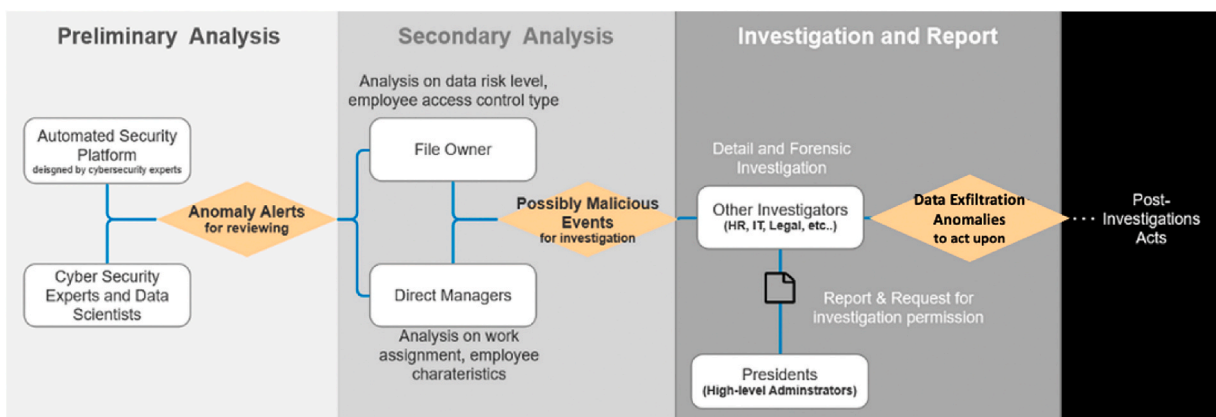 Preliminary Analysis
Automated Security
Platform
deisgned by cybersecurity experts
Cyber Security
Experts and Data
Scientists
Anomaly Alerts
for reviewing
Secondary Analysis
Analysis on data risk level,
employee access control type
File Owner
Direct Managers
Analysis on work
assignment, employee
charateristics
Possibly Malicious
Events
for investigation
Investigation and Report
Detail and Forensic
Investigation
Other Investigators
(HR, IT, Legal, etc..)
Report & Request for
investigation permission
Presidents
(High-level Adminstrators)
Data Exfiltration
Anomalies
to act upon
Post-
Investigations
Acts